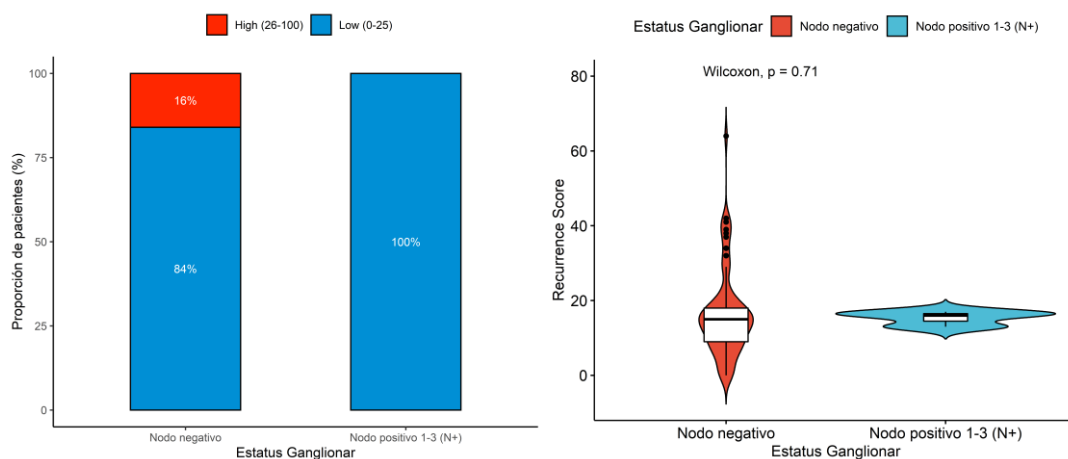 High (26-100) Low (0-25)
Proporción de pacientes (%)
100
75
50
25
0
16%
84%
100%
Nodo negativo Nodo positivo 1-3 (N+)
Estatus Ganglionar
Estatus Ganglionar Nodo negativo Nodo positivo 1-3 (N+)
Wilcoxon, p = 0.71
Recurrence Score
80
60
40
20
0
Nodo negativo Nodo positivo 1-3 (N+)
Estatus Ganglionar